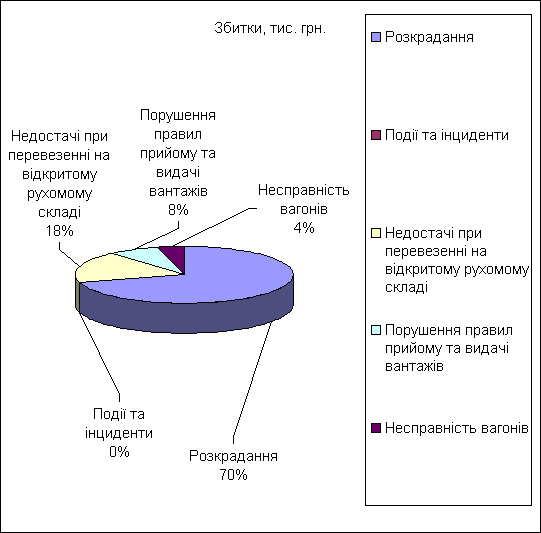 Збитки, тис. грн.
Порушення
правил
прийому та
видачі
вантажів
8%
Недостачі при
перевезенні на
відкритому
рухомому
складі
18%
Несправність
вагонів
4%
Події та
інциденти
0%
Розкрадання
70%
Розкрадання
Події та інциденти
Недостачі при
перевезенні на
відкритому рухомому
складі
Порушення правил
прийому та видачі
вантажів
Несправність вагонів